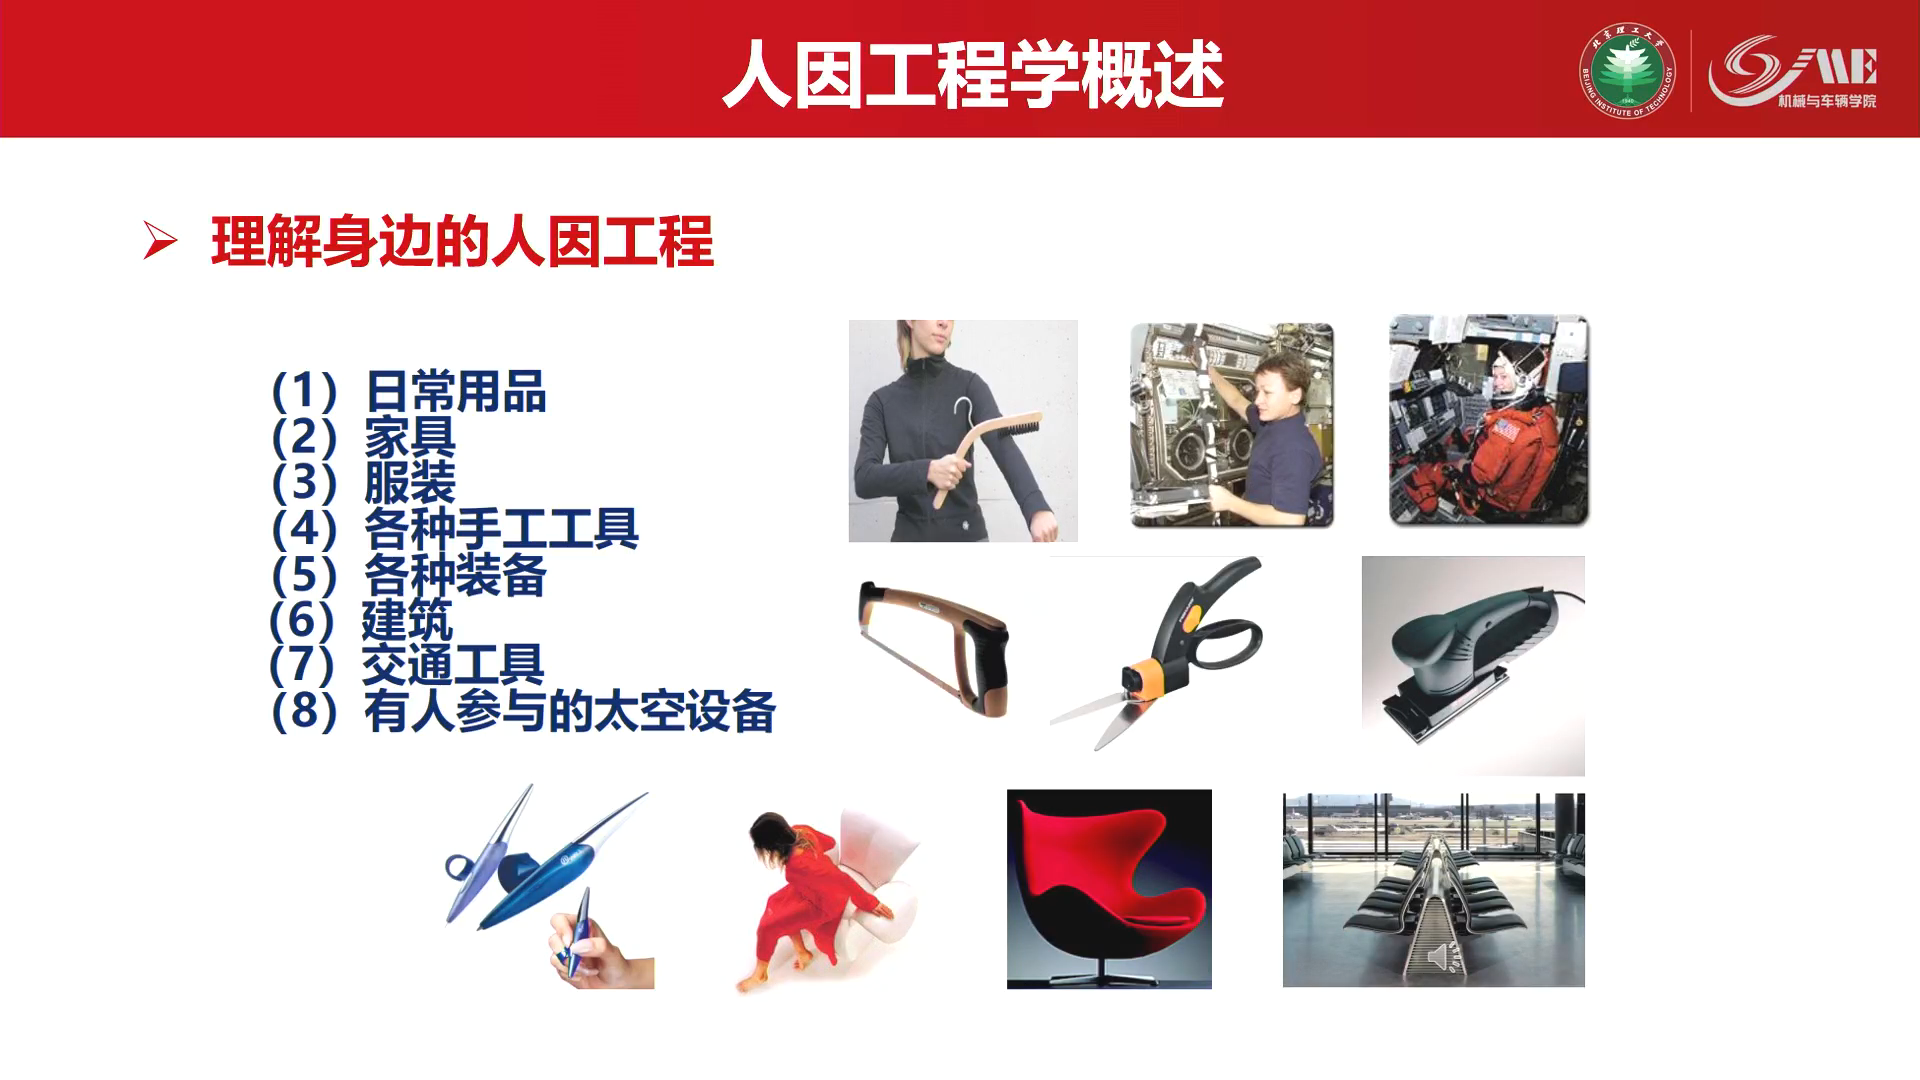 人因工程学概述
北京理工大学
BEIJING INSTITUTE OF TECHNOLOGY
1940
ME
机械与车辆学院
理解身边的人因工程
（1）日常用品
（2）家具
（3）服装
（4）各种手工工具
（5）各种装备
（6）建筑
（7）交通工具
（8）有人参与的太空设备